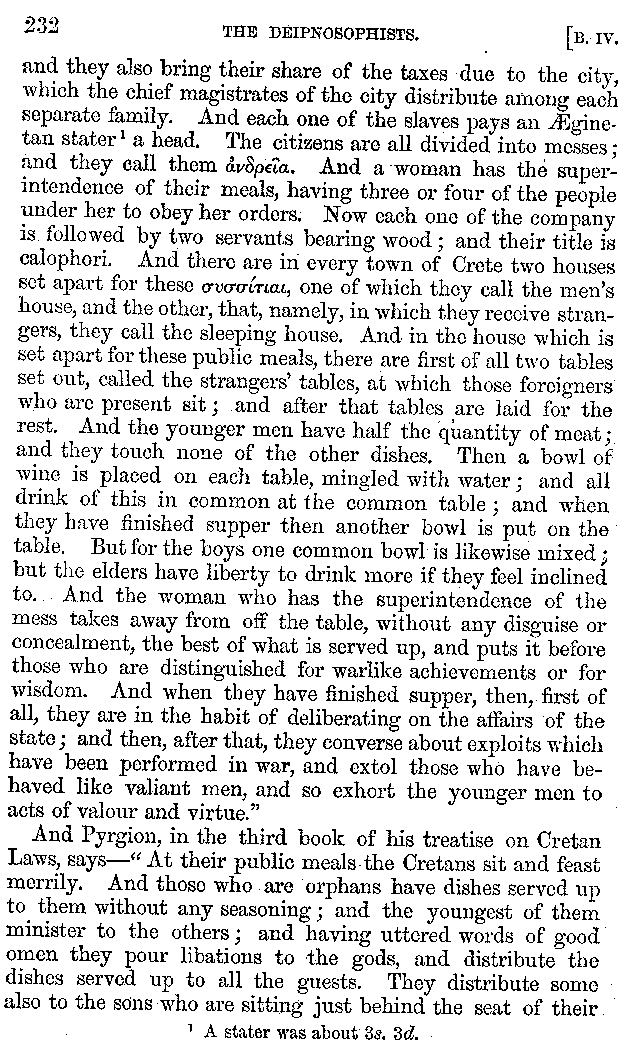 232 THE DEIPNOSOPHISTS. [B. IV.
and they also bring their share of the taxes due to the city,
which the chief magistrates of the city distribute among each
separate family. And each one of the slaves pays an Ægine-
tan stater¹ a head. The citizens are all divided into messes;
and they call them ἀνδρεῖα. And a woman has the super-
intendence of their meals, having three or four of the people
under her to obey her orders. Now each one of the company
is followed by two servants bearing wood; and their title is
calophori. And there are in every town of Crete two houses
set apart for these συσσίτιαι, one of which they call the men's
house, and the other, that, namely, in which they receive stran-
gers, they call the sleeping house. And in the house which is
set apart for these public meals, there are first of all two tables
set out, called the strangers' tables, at which those foreigners
who are present sit; and after that tables are laid for the
rest. And the younger men have half the quantity of meat;
and they touch none of the other dishes. Then a bowl of
wine is placed on each table, mingled with water; and all
drink of this in common at the common table; and when
they have finished supper then another bowl is put on the
table. But for the boys one common bowl is likewise mixed;
but the elders have liberty to drink more if they feel inclined
to. And the woman who has the superintendence of the
mess takes away from off the table, without any disguise or
concealment, the best of what is served up, and puts it before
those who are distinguished for warlike achievements or for
wisdom. And when they have finished supper, then, first of
all, they are in the habit of deliberating on the affairs of the
state; and then, after that, they converse about exploits which
have been performed in war, and extol those who have be-
haved like valiant men, and so exhort the younger men to
acts of valour and virtue."
And Pyrgion, in the third book of his treatise on Cretan
Laws, says—"At their public meals the Cretans sit and feast
merrily. And those who are orphans have dishes served up
to them without any seasoning; and the youngest of them
minister to the others; and having uttered words of good
omen they pour libations to the gods, and distribute the
dishes served up to all the guests. They distribute some
also to the sons who are sitting just behind the seat of their
¹ A stater was about 3s. 3d.